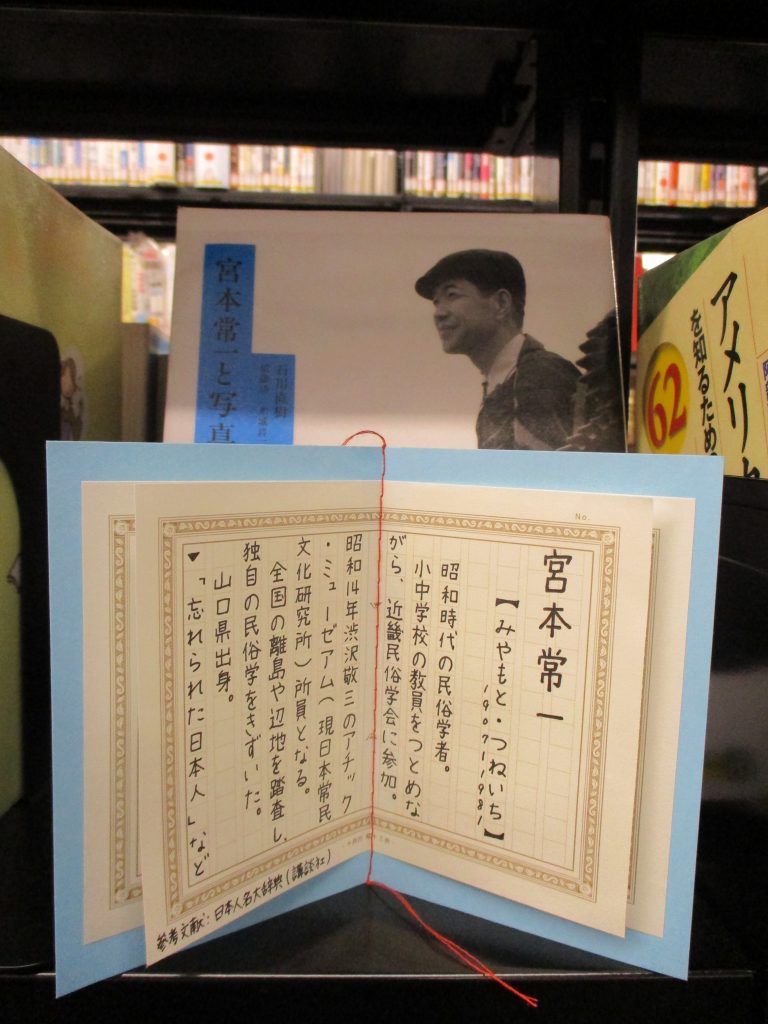 宮本常一と写真
石川直樹
アメリカ
を知るため
62
No.
宮本常一
【みやもと・つねいち】
1907-1981
昭和時代の民俗学者。
小中学校の教員をつとめな
がら、近畿民俗学会に参加。
昭和14年渋沢敬三のアチック
・ミューゼアム(現日本常民
文化研究所)所員となる。
全国の離島や辺地を踏査し、
独自の民俗学をきずいた。
山口県出身。
▼「忘れられた日本人」など
参考文献:日本人名大辞典(講談社)